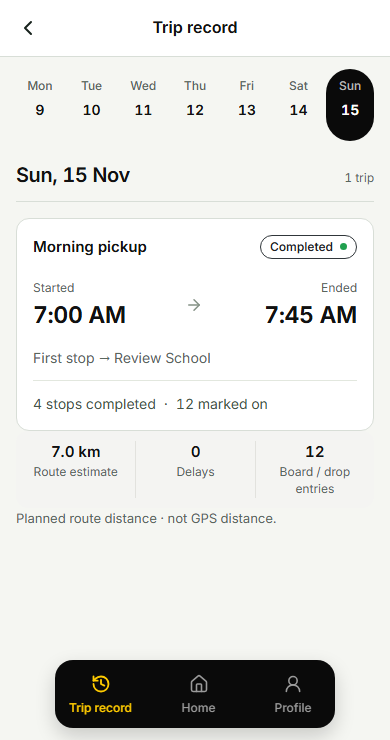 Trip record
Mon Tue Wed Thu Fri Sat Sun
9 10 11 12 13 14 15
Sun, 15 Nov 1 trip
Morning pickup Completed
Started Ended
7:00 AM → 7:45 AM
First stop → Review School
4 stops completed · 12 marked on
7.0 km 0 12
Route estimate Delays Board / drop
entries
Planned route distance · not GPS distance.
Trip record Home Profile